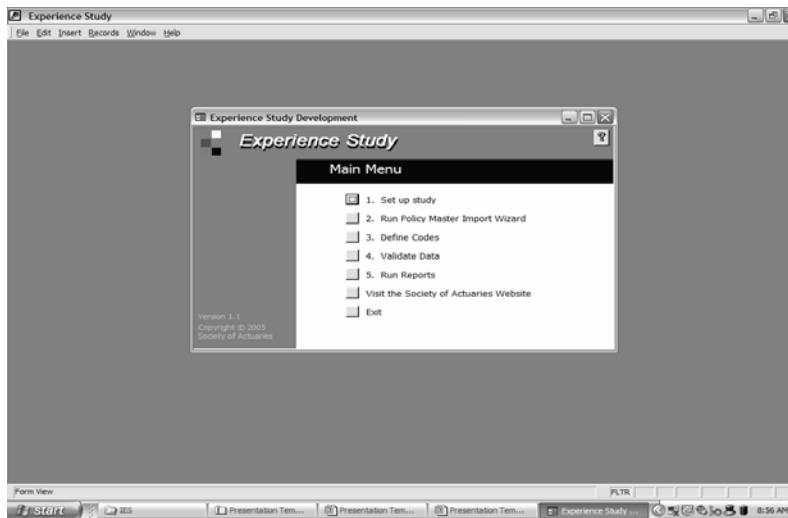 Experience Study
File Edit Insert Records Window Help
Experience Study Development
Experience Study
Main Menu
1. Set up study
2. Run Policy Master Import Wizard
3. Define Codes
4. Validate Data
5. Run Reports
Visit the Society of Actuaries Website
Exit
Version 1.1
Copyright © 2005
Society of Actuaries
Form View FLTR
start IES Presentation Tem... Presentation Tem... Presentation Tem... Experience Study ... 8:56 AM